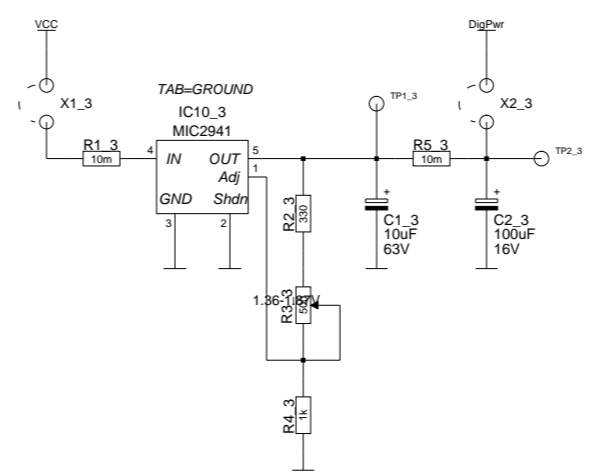 VCC
DigPwr
X1_3
TAB=GROUND
IC10_3
MIC2941
TP1_3
X2_3
R1_3
10m
4
IN
OUT
5
Adj
1
GND
Shdn
3
2
R5_3
10m
TP2_3
R2_3
330
C1_3
10uF
63V
C2_3
100uF
16V
R3_3
1.36-1.87V
R4_3
1k